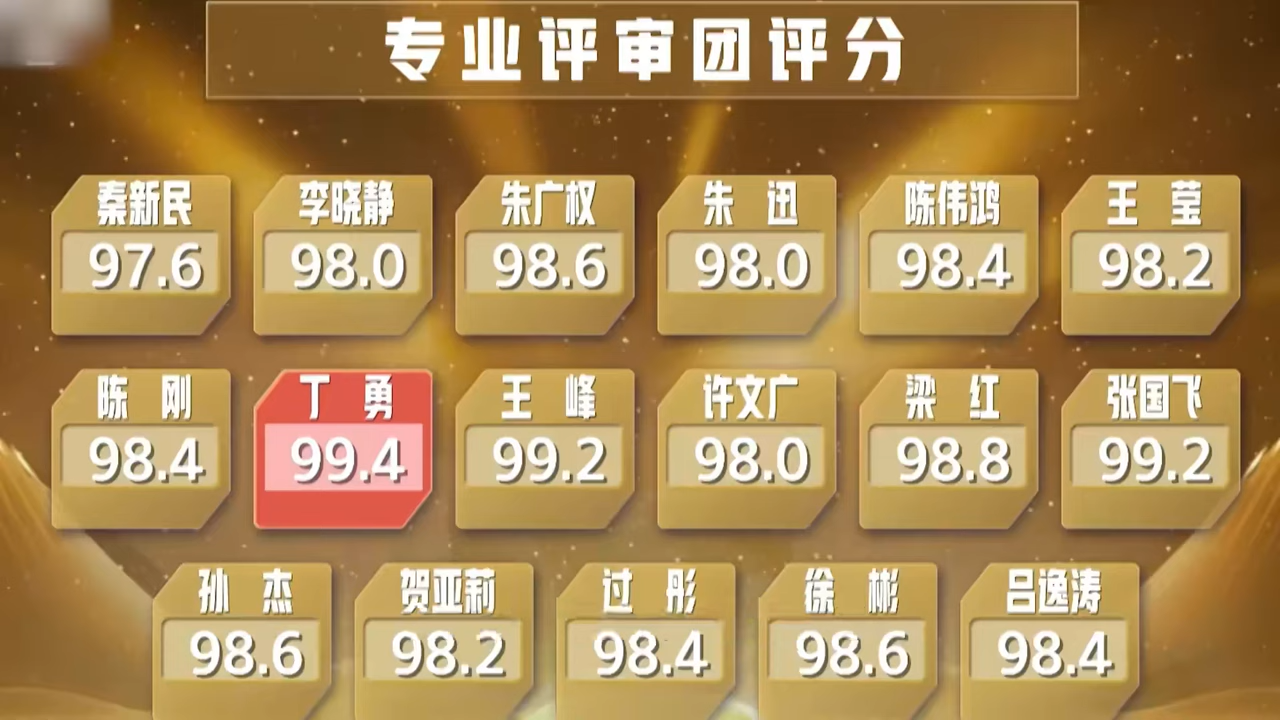 专业评审团评分
秦新民 李晓静 朱广权 朱 迅 陈伟鸿 王 莹
97.6 98.0 98.6 98.0 98.4 98.2
陈 刚 丁 勇 王 峰 许文广 梁 红 张国飞
98.4 99.4 99.2 98.0 98.8 99.2
孙 杰 贺亚莉 过 彤 徐 彬 吕逸涛
98.6 98.2 98.4 98.6 98.4